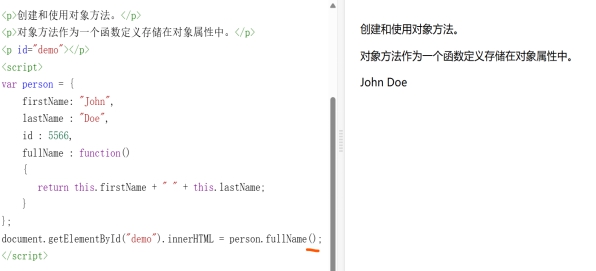 <p>创建和使用对象方法。</p>
<p>对象方法作为一个函数定义存储在对象属性中。</p>
<p id="demo"></p>
<script>
var person = {
    firstName: "John",
    lastName : "Doe",
    id : 5566,
    fullName : function()
    {
       return this.firstName + " " + this.lastName;
    }
};
document.getElementById("demo").innerHTML = person.fullName();
</script>
创建和使用对象方法。
对象方法作为一个函数定义存储在对象属性中。
John Doe